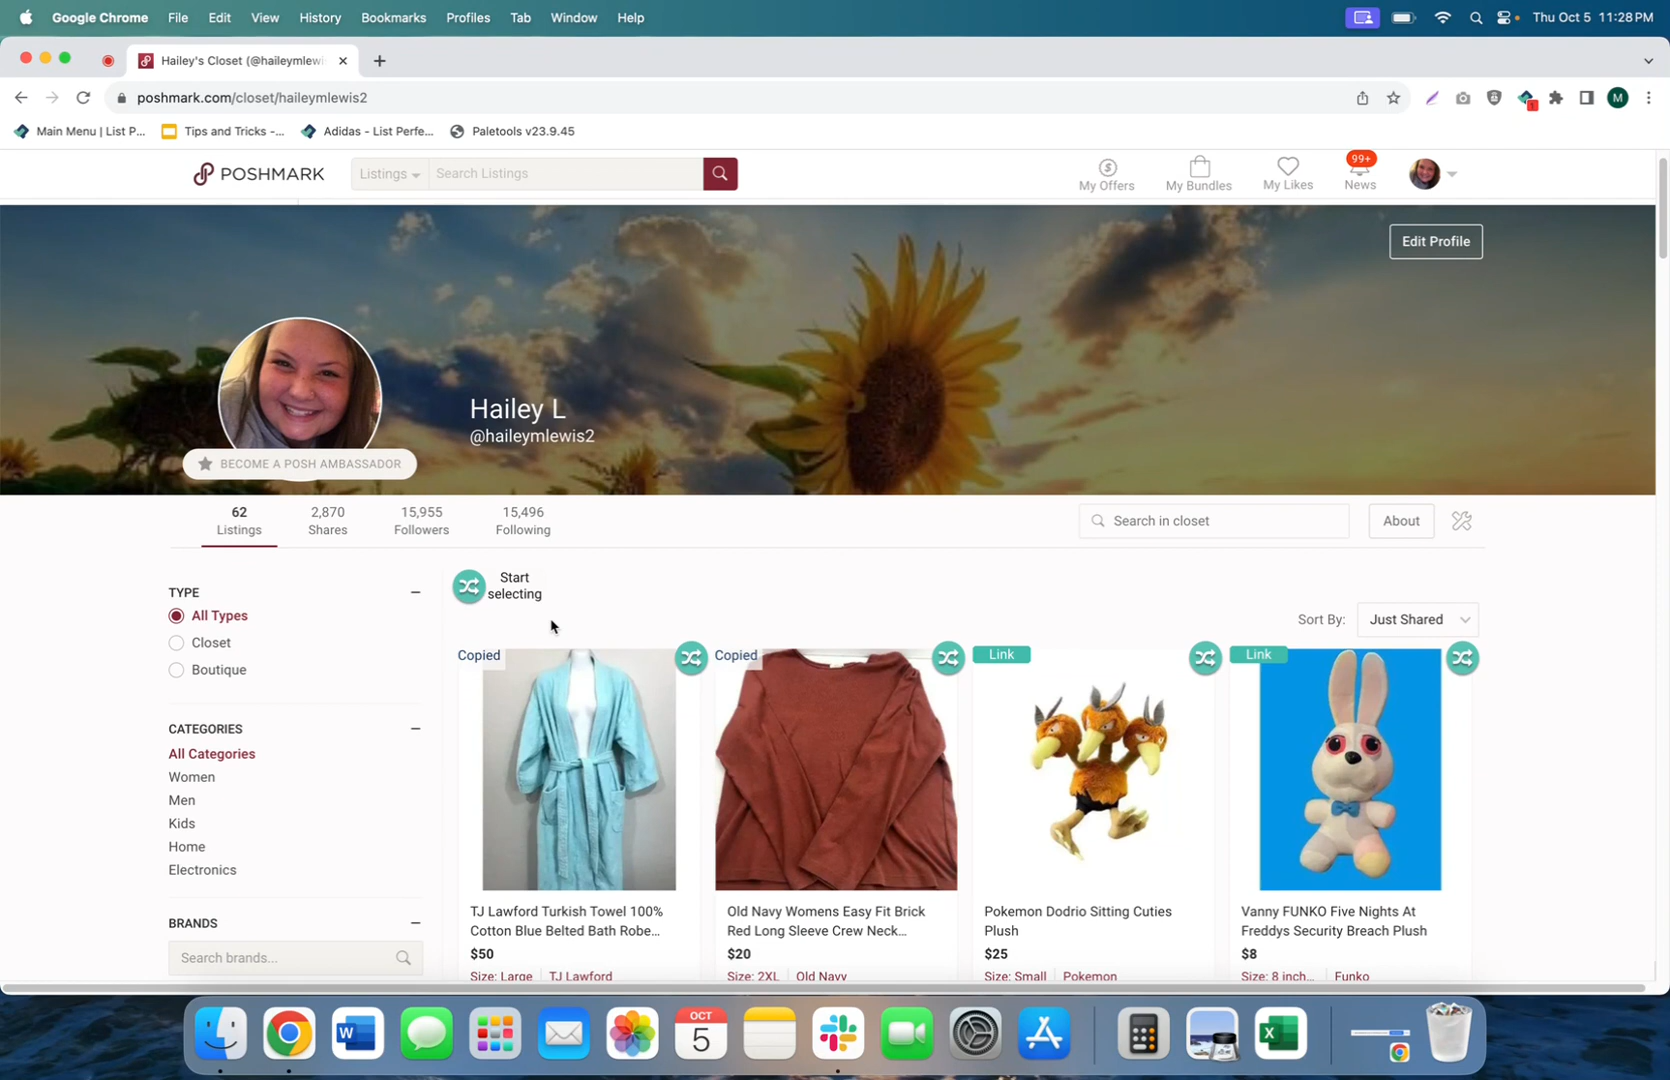 Google Chrome File Edit View History Bookmarks Profiles Tab Window Help Thu Oct 5 11:28 PM
Hailey's Closet (@haileymlewi
poshmark.com/closet/haileymlewis2 M
Main Menu | List P... Tips and Tricks -... Adidas - List Perfe... Paletools v23.9.45
POSHMARK Listings Search Listings My Offers My Bundles My Likes 99+ News
Edit Profile
Hailey L
@haileymlewis2
BECOME A POSH AMBASSADOR
62 2,870 15,955 15,496
Listings Shares Followers Following
Search in closet About
TYPE
All Types
Closet
Boutique
CATEGORIES
All Categories
Women
Men
Kids
Home
Electronics
BRANDS
Search brands...
Start
selecting
Sort By: Just Shared
Copied
TJ Lawford Turkish Towel 100%
Cotton Blue Belted Bath Robe...
$50
Size: Large TJ Lawford
Copied
Old Navy Womens Easy Fit Brick
Red Long Sleeve Crew Neck...
$20
Size: 2XL Old Navy
Link
Pokemon Dodrio Sitting Cuties
Plush
$25
Size: Small Pokemon
Link
Vanny FUNKO Five Nights At
Freddys Security Breach Plush
$8
Size: 8 inch... Funko
OCT
5